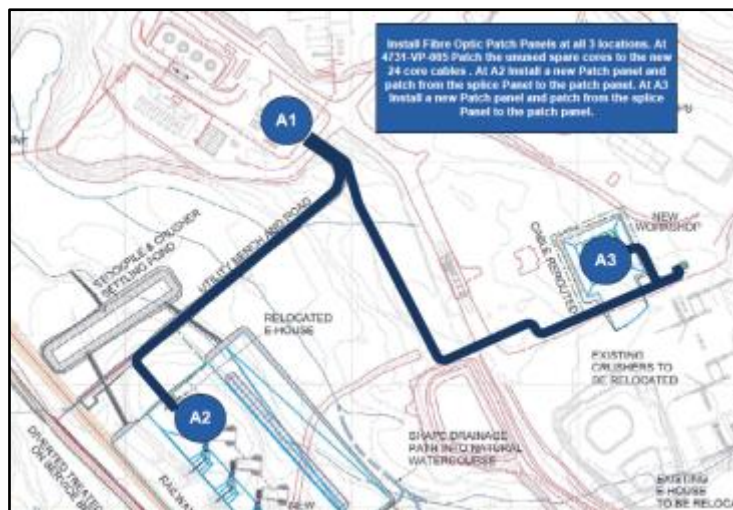 Install Fibre Optic Patch Panels at all 3 locations. At
4731-VP-005 Patch the unused spare cores to the new
24 core cables . At A2 Install a new Patch panel and
patch from the splice Panel to the patch panel. At A3
Install a new Patch panel and patch from the splice
Panel to the patch panel.
A1
STOCKPILE & CRUSHER
SETTLING POND
UTILITY BENCH AND ROAD
NEW
WORKSHOP
CABLE REROUTED
A3
RELOCATED
E-HOUSE
EXISTING
CRUSHERS TO
BE RELOCATED
A2
SHAPE DRAINAGE
PATH INTO NATURAL
WATERCOURSE
DIVERTED TREATED
RAILWA
NEW
EXISTING
E-HOUSE
TO BE RELOCA